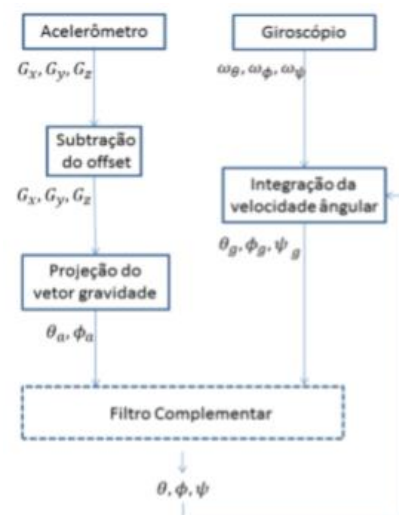 Acelerômetro
Giroscópio
G_x, G_y, G_z
ω_θ, ω_ϕ, ω_ψ
Subtração
do offset
Integração da
velocidade ângular
G_x, G_y, G_z
θ_g, ϕ_g, ψ_g
Projeção do
vetor gravidade
θ_a, ϕ_a
Filtro Complementar
θ, ϕ, ψ